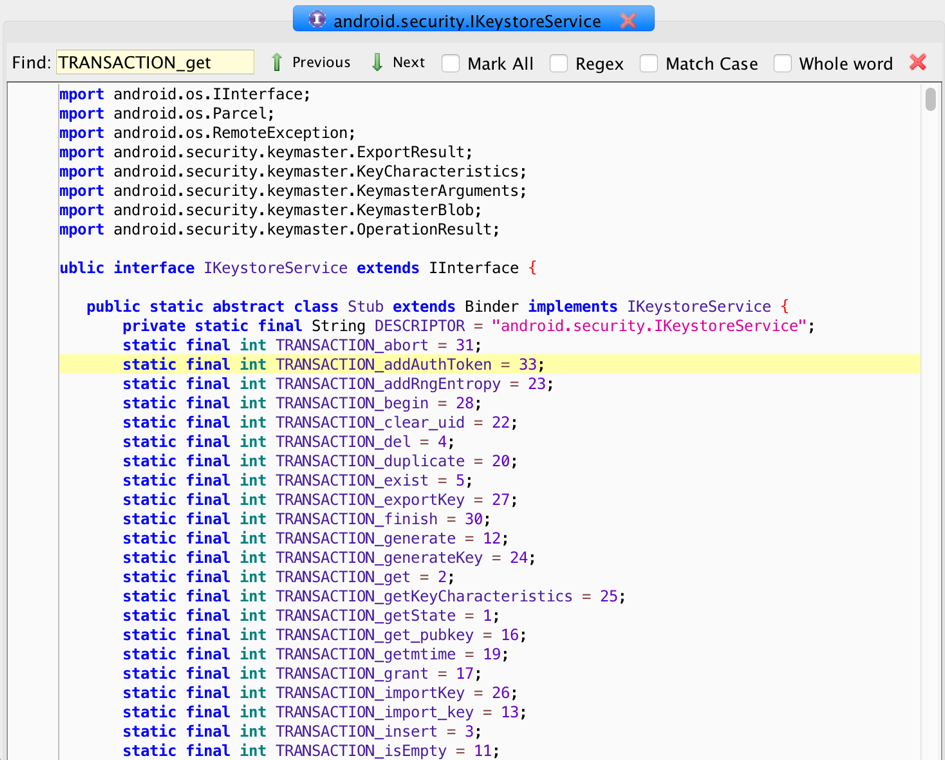 android.security.IKeystoreService
Find: TRANSACTION_get Previous Next Mark All Regex Match Case Whole word
mport android.os.IInterface;
mport android.os.Parcel;
mport android.os.RemoteException;
mport android.security.keymaster.ExportResult;
mport android.security.keymaster.KeyCharacteristics;
mport android.security.keymaster.KeymasterArguments;
mport android.security.keymaster.KeymasterBlob;
mport android.security.keymaster.OperationResult;
ublic interface IKeystoreService extends IInterface {
public static abstract class Stub extends Binder implements IKeystoreService {
private static final String DESCRIPTOR = "android.security.IKeystoreService";
static final int TRANSACTION_abort = 31;
static final int TRANSACTION_addAuthToken = 33;
static final int TRANSACTION_addRngEntropy = 23;
static final int TRANSACTION_begin = 28;
static final int TRANSACTION_clear_uid = 22;
static final int TRANSACTION_del = 4;
static final int TRANSACTION_duplicate = 20;
static final int TRANSACTION_exist = 5;
static final int TRANSACTION_exportKey = 27;
static final int TRANSACTION_finish = 30;
static final int TRANSACTION_generate = 12;
static final int TRANSACTION_generateKey = 24;
static final int TRANSACTION_get = 2;
static final int TRANSACTION_getKeyCharacteristics = 25;
static final int TRANSACTION_getState = 1;
static final int TRANSACTION_get_pubkey = 16;
static final int TRANSACTION_getmtime = 19;
static final int TRANSACTION_grant = 17;
static final int TRANSACTION_importKey = 26;
static final int TRANSACTION_import_key = 13;
static final int TRANSACTION_insert = 3;
static final int TRANSACTION_isEmpty = 11;